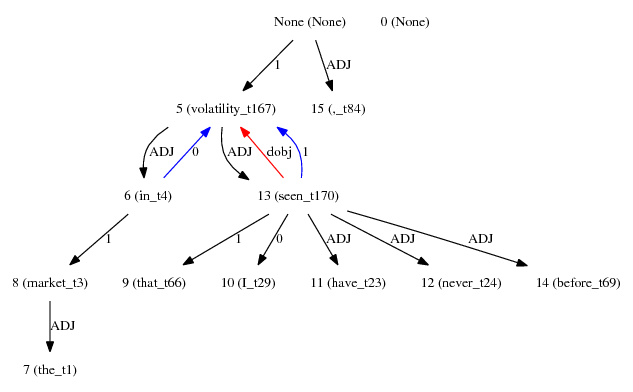 None (None) 0 (None)
1 ADJ
5 (volatility_t167) 15 (,_t84)
ADJ 0 ADJ dobj 1
6 (in_t4) 13 (seen_t170)
1 1 0 ADJ ADJ ADJ
8 (market_t3) 9 (that_t66) 10 (I_t29) 11 (have_t23) 12 (never_t24) 14 (before_t69)
ADJ
7 (the_t1)